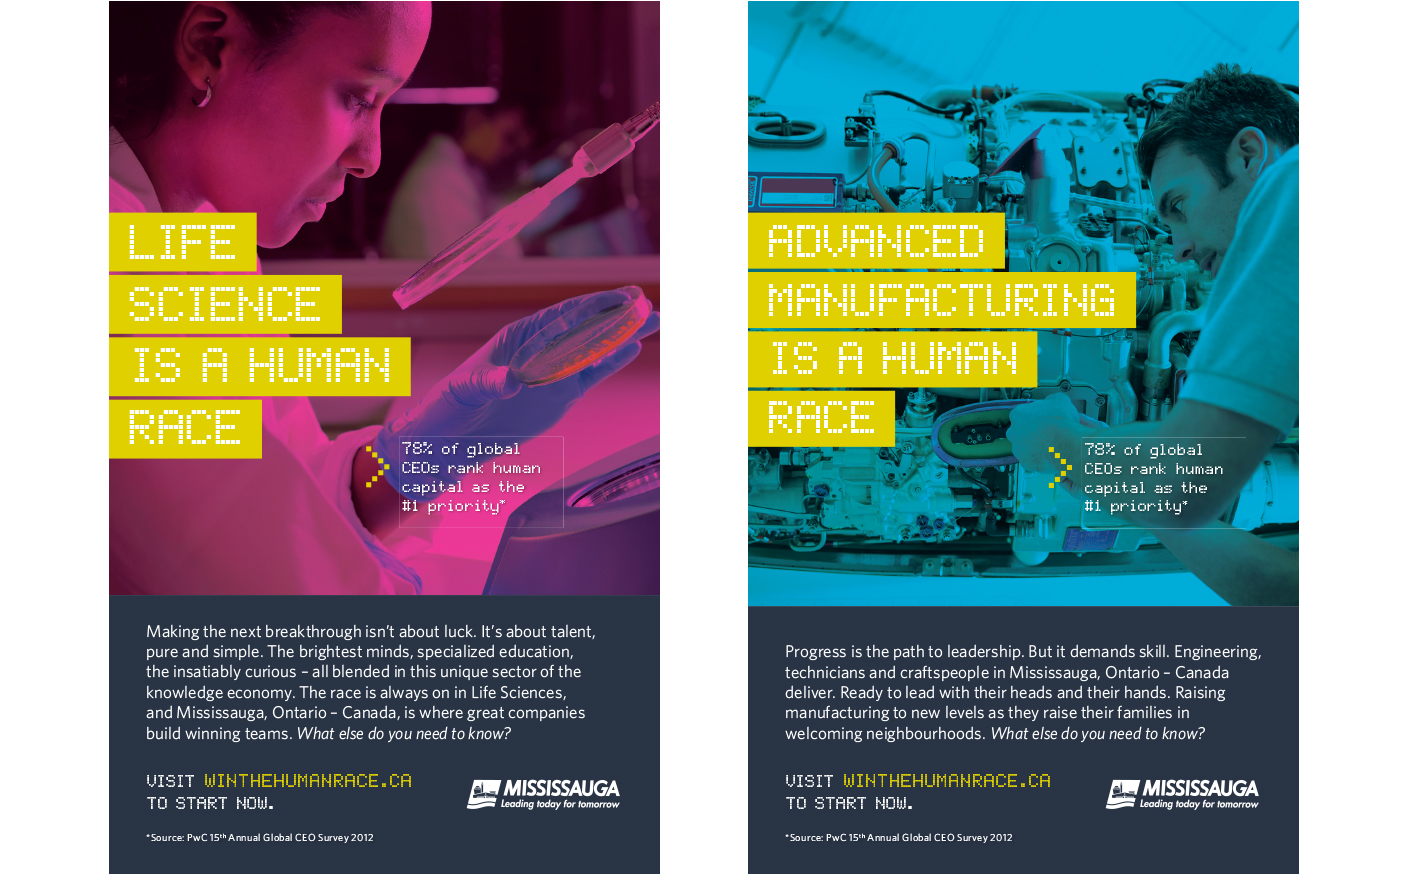 LIFE
SCIENCE
IS A HUMAN
RACE
78% of global
CEOs rank human
capital as the
#1 priority*
Making the next breakthrough isn't about luck. It's about talent,
pure and simple. The brightest minds, specialized education,
the insatiably curious – all blended in this unique sector of the
knowledge economy. The race is always on in Life Sciences,
and Mississauga, Ontario – Canada, is where great companies
build winning teams. What else do you need to know?
VISIT WINTHEHUMANRACE.CA
TO START NOW.
MISSISSAUGA
Leading today for tomorrow
*Source: PwC 15th Annual Global CEO Survey 2012
ADVANCED
MANUFACTURING
IS A HUMAN
RACE
78% of global
CEOs rank human
capital as the
#1 priority*
Progress is the path to leadership. But it demands skill. Engineering,
technicians and craftspeople in Mississauga, Ontario – Canada
deliver. Ready to lead with their heads and their hands. Raising
manufacturing to new levels as they raise their families in
welcoming neighbourhoods. What else do you need to know?
VISIT WINTHEHUMANRACE.CA
TO START NOW.
MISSISSAUGA
Leading today for tomorrow
*Source: PwC 15th Annual Global CEO Survey 2012